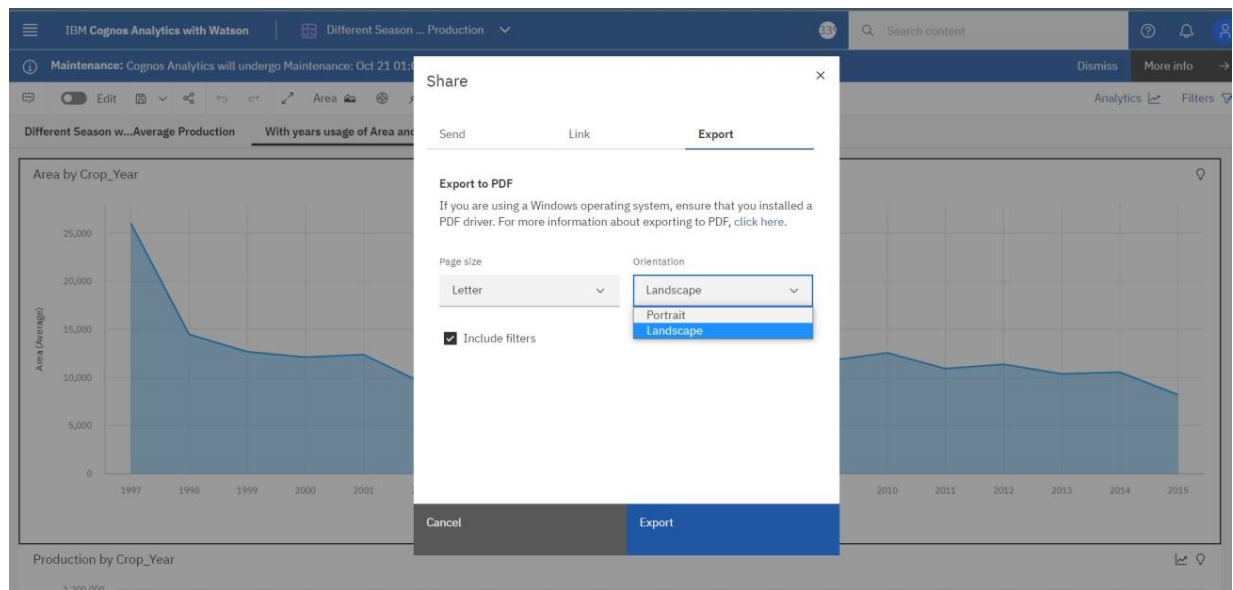 IBM Cognos Analytics with Watson
Different Season ... Production
Search content
Maintenance: Cognos Analytics will undergo Maintenance: Oct 21 01:
Dismiss
More info
Edit
Area
Analytics
Filters
Different Season w...Average Production
With years usage of Area and
Share
Send
Link
Export
Export to PDF
If you are using a Windows operating system, ensure that you installed a
PDF driver. For more information about exporting to PDF, click here.
Page size
Orientation
Letter
Landscape
Portrait
Landscape
Include filters
Cancel
Export
Area by Crop_Year
25,000
20,000
15,000
10,000
5,000
0
Area (Average)
1997 1998 1999 2000 2001
2010 2011 2012 2013 2014 2015
Production by Crop_Year